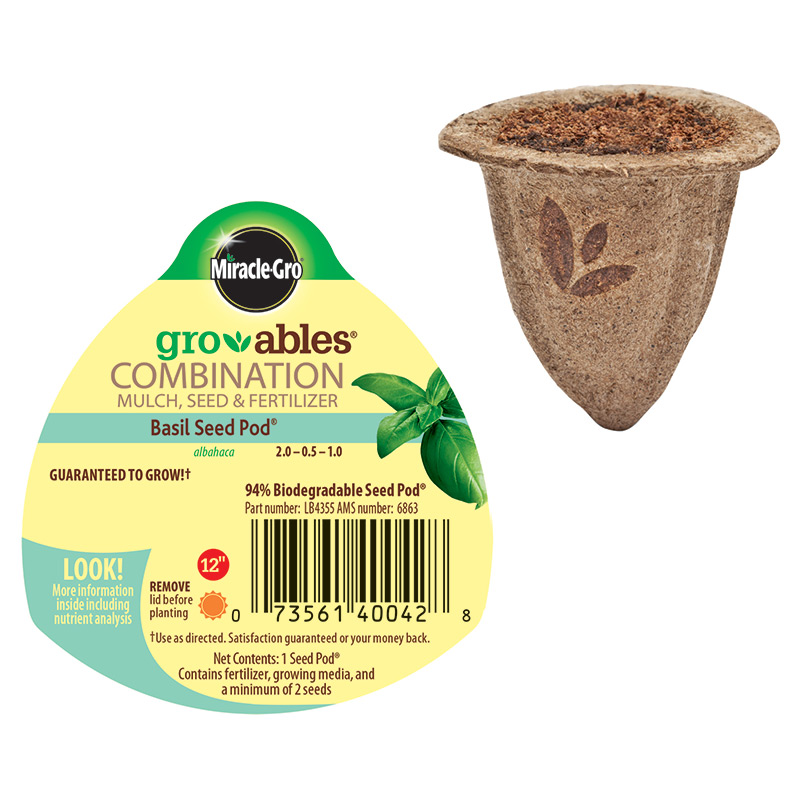 Miracle-Gro®
gro ables®
COMBINATION
MULCH, SEED & FERTILIZER
Basil Seed Pod®
albahaca 2.0 – 0.5 – 1.0
GUARANTEED TO GROW!†
94% Biodegradable Seed Pod®
Part number: LB4355 AMS number: 6863
LOOK!
More information
inside including
nutrient analysis
12"
REMOVE
lid before
planting
0 73561 40042 8
†Use as directed. Satisfaction guaranteed or your money back.
Net Contents: 1 Seed Pod®
Contains fertilizer, growing media, and
a minimum of 2 seeds